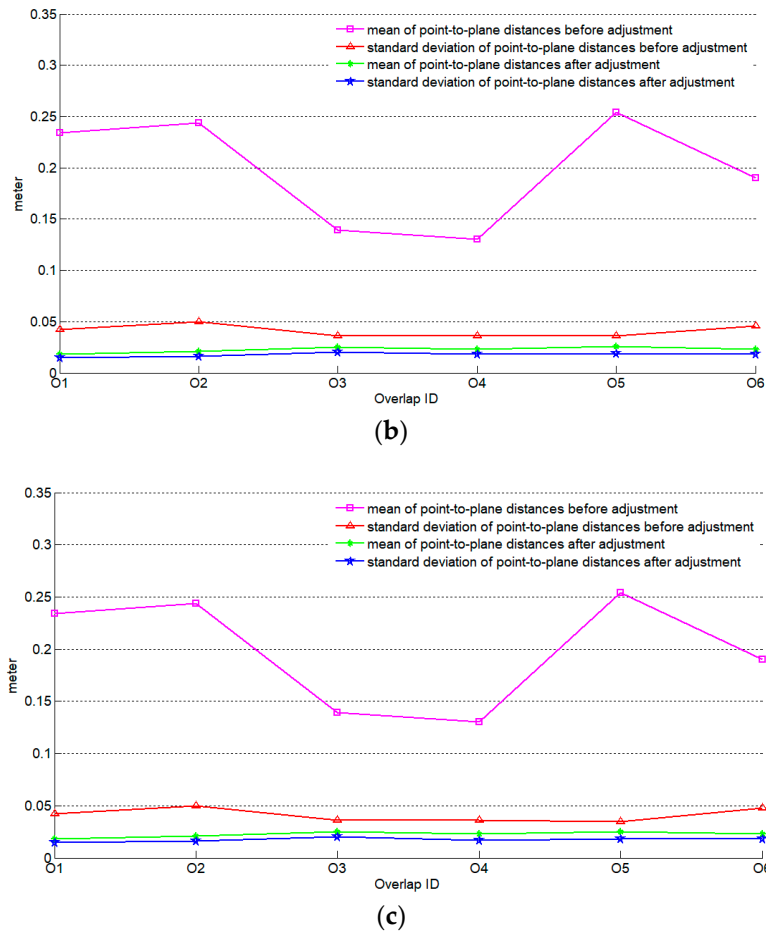 0.35
mean of point-to-plane distances before adjustment
standard deviation of point-to-plane distances before adjustment
mean of point-to-plane distances after adjustment
standard deviation of point-to-plane distances after adjustment
0.3
0.25
0.2
0.15
0.1
0.05
0
meter
O1 O2 O3 O4 O5 O6
Overlap ID
(b)
0.35
mean of point-to-plane distances before adjustment
standard deviation of point-to-plane distances before adjustment
mean of point-to-plane distances after adjustment
standard deviation of point-to-plane distances after adjustment
0.3
0.25
0.2
0.15
0.1
0.05
0
meter
O1 O2 O3 O4 O5 O6
Overlap ID
(c)